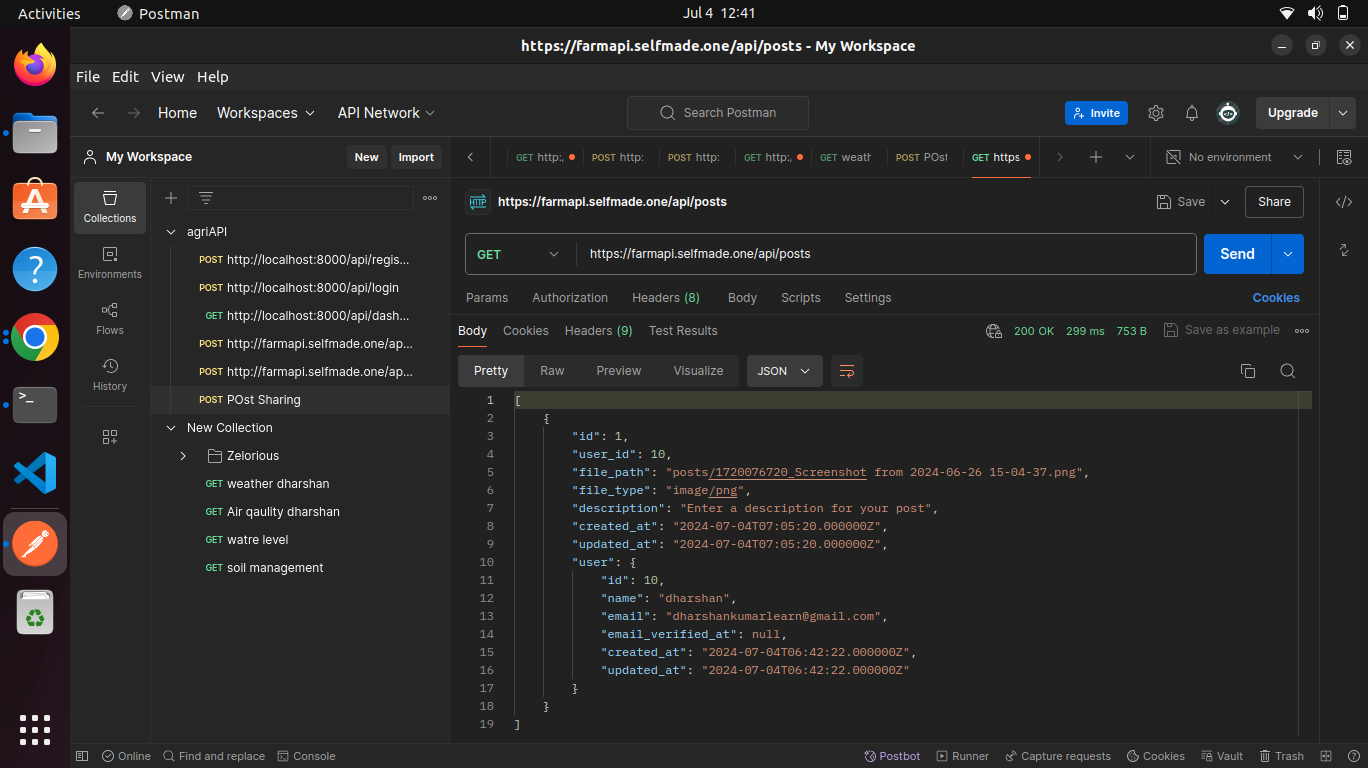 Activities Postman Jul 4 12:41
https://farmapi.selfmade.one/api/posts - My Workspace
File Edit View Help
Home Workspaces API Network Search Postman Invite Upgrade
My Workspace New Import
GET http:, POST http: POST http: GET http:, GET weath POST POst GET https No environment
Collections
Environments
Flows
History
agriAPI
POST http://localhost:8000/api/regis...
POST http://localhost:8000/api/login
GET http://localhost:8000/api/dash...
POST http://farmapi.selfmade.one/ap...
POST http://farmapi.selfmade.one/ap...
POST POst Sharing
New Collection
Zelorious
GET weather dharshan
GET Air qaulity dharshan
GET watre level
GET soil management
HTTP https://farmapi.selfmade.one/api/posts Save Share
GET https://farmapi.selfmade.one/api/posts Send
Params Authorization Headers (8) Body Scripts Settings Cookies
Body Cookies Headers (9) Test Results 200 OK 299 ms 753 B Save as example
Pretty Raw Preview Visualize JSON
1 [
2 {
3 "id": 1,
4 "user_id": 10,
5 "file_path": "posts/1720076720_Screenshot from 2024-06-26 15-04-37.png",
6 "file_type": "image/png",
7 "description": "Enter a description for your post",
8 "created_at": "2024-07-04T07:05:20.000000Z",
9 "updated_at": "2024-07-04T07:05:20.000000Z",
10 "user": {
11 "id": 10,
12 "name": "dharshan",
13 "email": "dharshankumarlearn@gmail.com",
14 "email_verified_at": null,
15 "created_at": "2024-07-04T06:42:22.000000Z",
16 "updated_at": "2024-07-04T06:42:22.000000Z"
17 }
18 }
19 ]
Online Find and replace Console Postbot Runner Capture requests Cookies Vault Trash